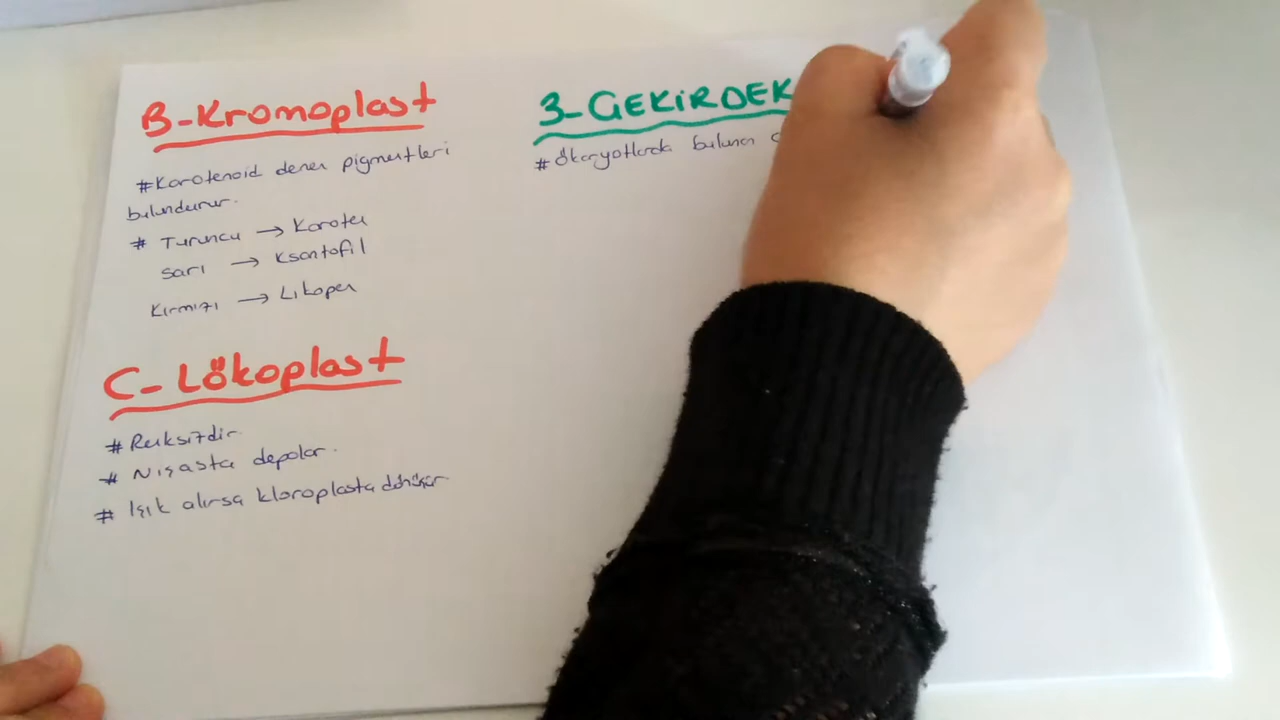 B-Kromoplast
#Karotenoid denen pigmentleri
bulundurur.
# Turuncu → Karoten
Sarı → Ksantofil
Kırmızı → Likopen
C- Lökoplast
# Renksizdir
# Nişasta depolar.
# Işık alırsa kloroplasta dönüşür
3-GEKİRDEK
# Ökaryotlarda bulunan